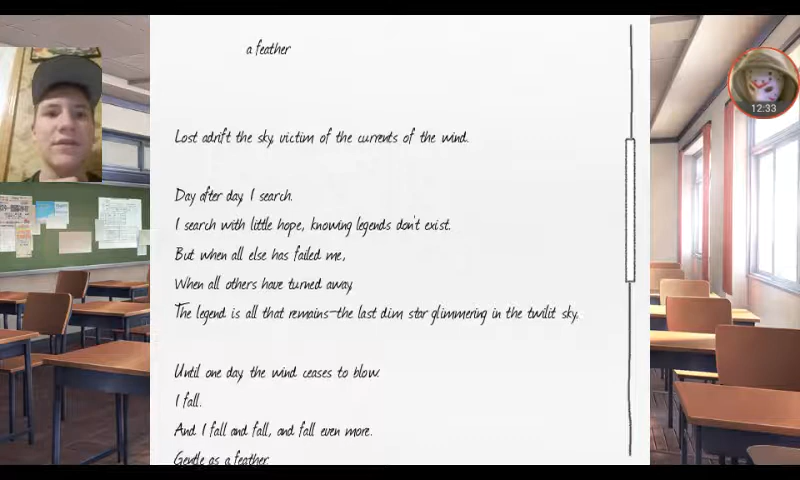 a feather
12:33
Lost adrift the sky, victim of the currents of the wind.
Day after day, I search.
I search with little hope, knowing legends don't exist.
But when all else has failed me,
When all others have turned away,
The legend is all that remains—the last dim star glimmering in the twilit sky.
Until one day, the wind ceases to blow.
I fall.
And I fall and fall, and fall even more.
Gentle as a feather.